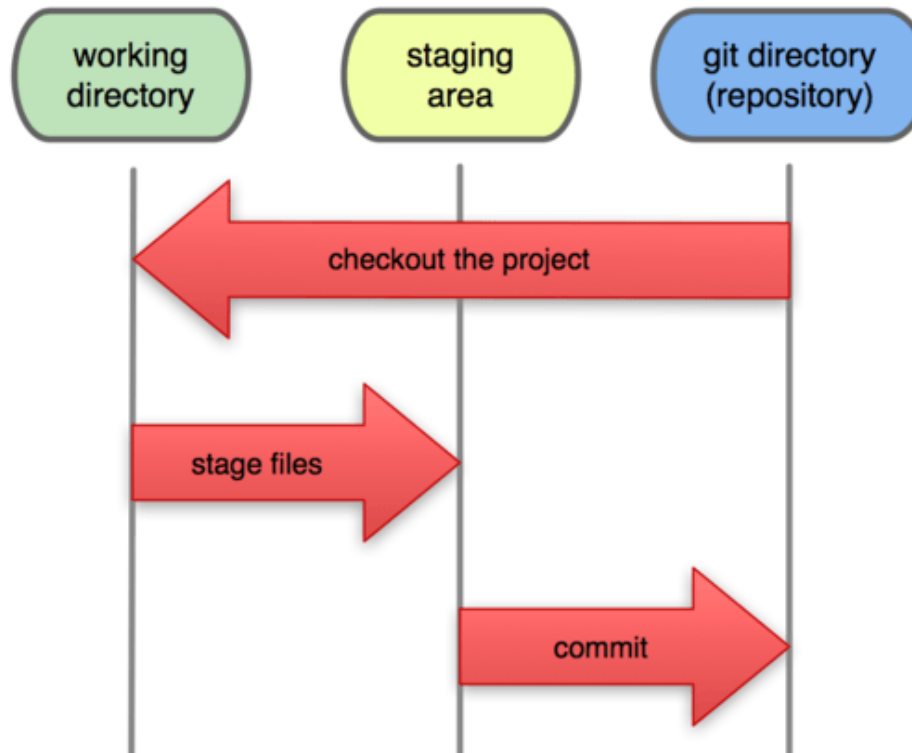 working
directory
staging
area
git directory
(repository)
checkout the project
stage files
commit